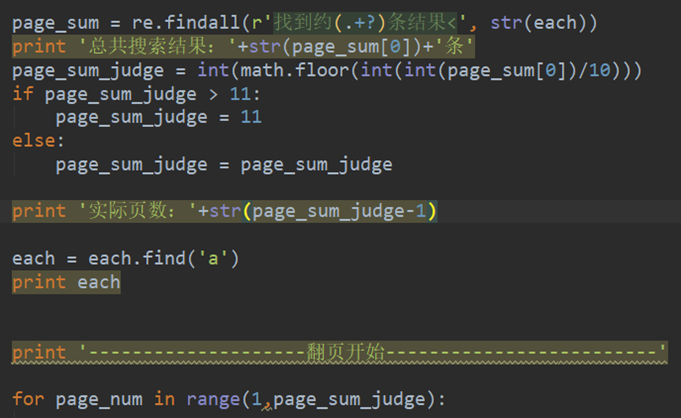 page_sum = re.findall(r'找到约(.+?)条结果<', str(each))
print '总共搜索结果：'+str(page_sum[0])+'条'
page_sum_judge = int(math.floor(int(int(page_sum[0])/10)))
if page_sum_judge > 11:
    page_sum_judge = 11
else:
    page_sum_judge = page_sum_judge
print '实际页数：'+str(page_sum_judge-1)
each = each.find('a')
print each
print '--------------------翻页开始-------------------------'
for page_num in range(1,page_sum_judge):